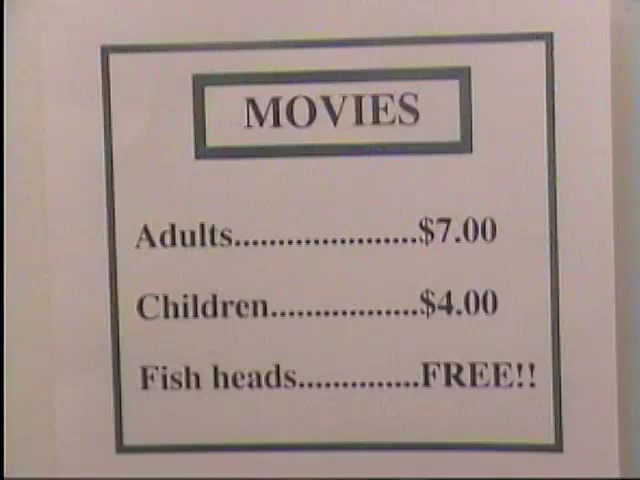 MOVIES
Adults.....................$7.00
Children.................$4.00
Fish heads..............FREE!!